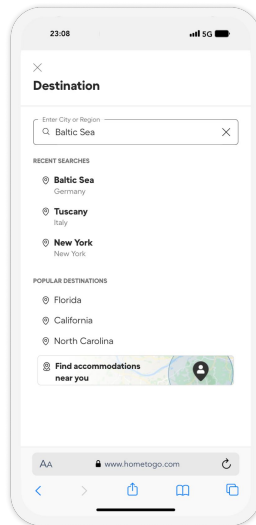 23:08
5G
Destination
Enter City or Region
Baltic Sea
RECENT SEARCHES
Baltic Sea
Germany
Tuscany
Italy
New York
New York
POPULAR DESTINATIONS
Florida
California
North Carolina
Find accommodations
near you
AA
www.hometogo.com